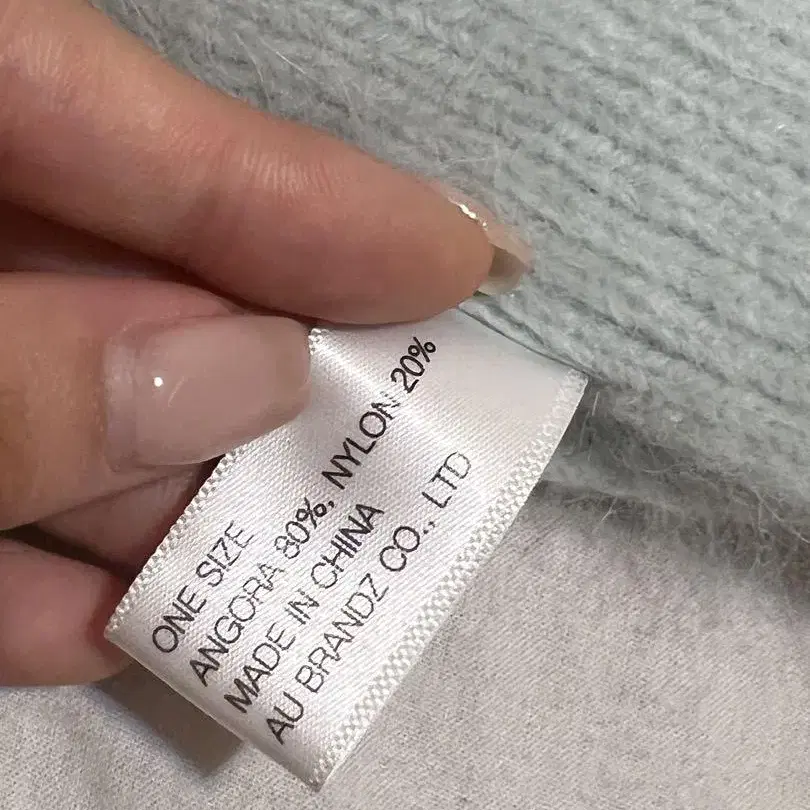 ONE SIZE
ANGORA 80%, NYLON 20%
MADE IN CHINA
AU BRANDZ CO., LTD